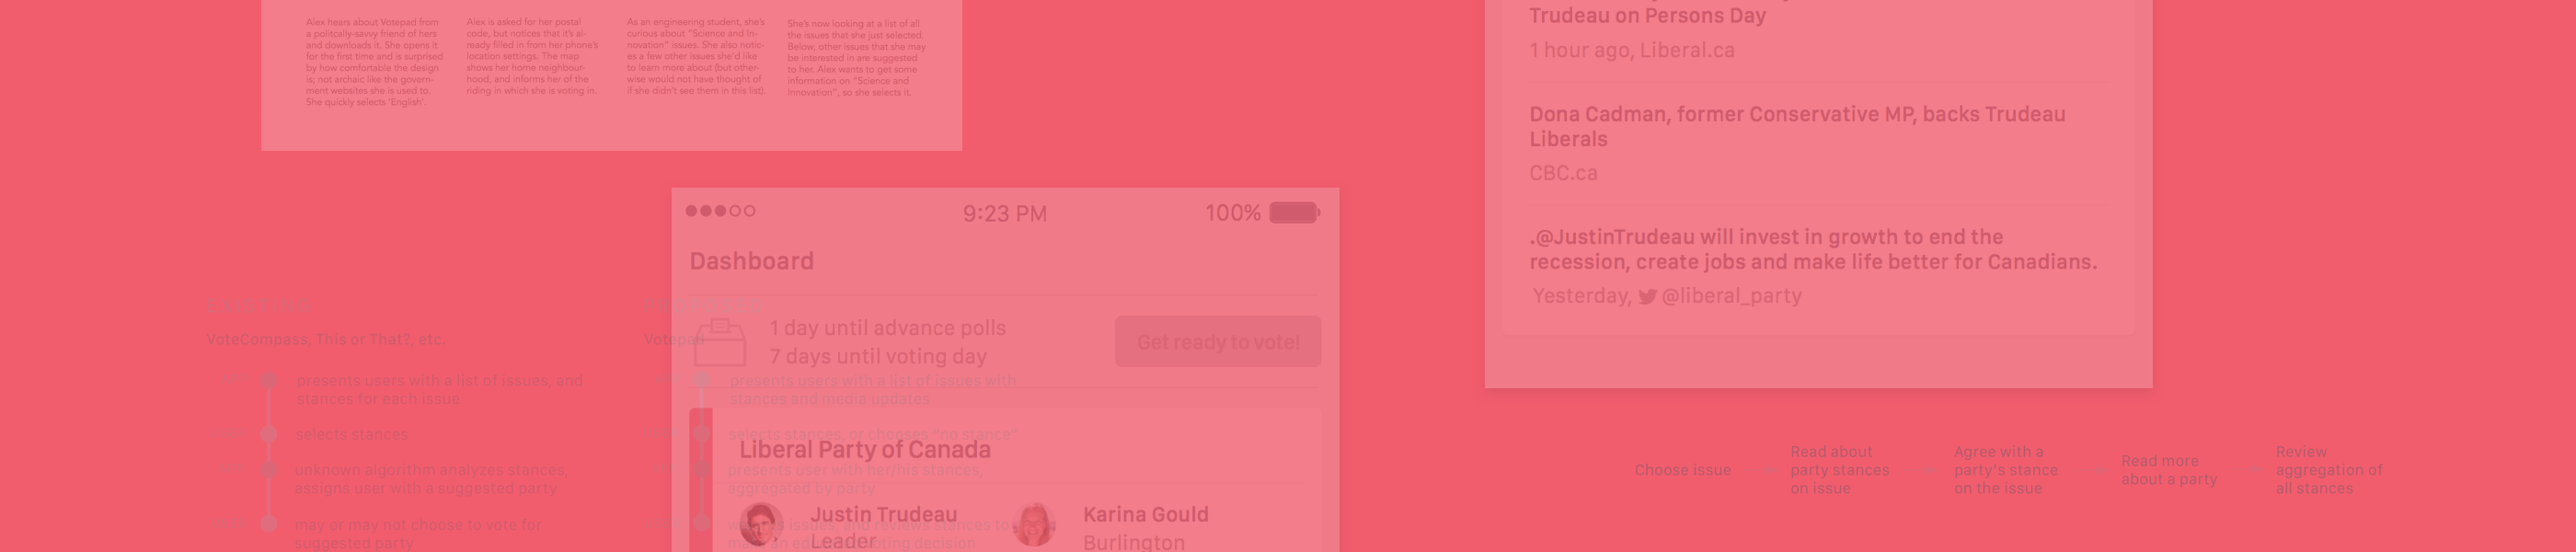 Alex hears about Votepad from
a politcally-savvy friend of hers
and downloads it. She opens it
for the first time and is surprised
by how comfortable the design
is; not archaic like the govern-
ment websites she is used to.
She quickly selects 'English'.
Alex is asked for her postal
code, but notices that it's al-
ready filled in from her phone's
location settings. The map
shows her home neighbour-
hood, and informs her of the
riding in which she is voting in.
As an engineering student, she's
curious about "Science and In-
novation" issues. She also notic-
es a few other issues she'd like
to learn more about (but other-
wise would not have thought of
if she didn't see them in this list).
She's now looking at a list of all
the issues that she just selected.
Below, other issues that she may
be interested in are suggested
to her. Alex wants to get some
information on "Science and
Innovation", so she selects it.
Trudeau on Persons Day
1 hour ago, Liberal.ca
Dona Cadman, former Conservative MP, backs Trudeau
Liberals
CBC.ca
.@JustinTrudeau will invest in growth to end the
recession, create jobs and make life better for Canadians.
Yesterday, @liberal_party
9:23 PM
100%
Dashboard
1 day until advance polls
7 days until voting day
Get ready to vote!
Liberal Party of Canada
Justin Trudeau
Leader
Karina Gould
Burlington
EXISTING
VoteCompass, This or That?, etc.
presents users with a list of issues, and
stances for each issue
selects stances
unknown algorithm analyzes stances,
assigns user with a suggested party
may or may not choose to vote for
suggested party
Votepad
presents users with a list of issues with
stances and media updates
selects stances, or chooses "no stance"
presents user with her/his stances,
aggregated by party
issues, and reviews stances to
make an educated voting decision
Choose issue
Read about
party stances
on issue
Agree with a
party's stance
on the issue
Read more
about a party
Review
aggregation of
all stances